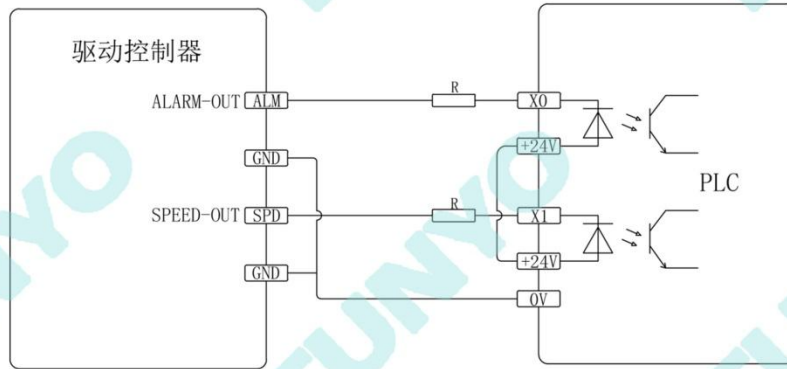 驱动控制器
ALARM-OUT ALM
R
X0
GND
+24V
PLC
SPEED-OUT SPD
R
X1
GND
+24V
0V
FUNYO